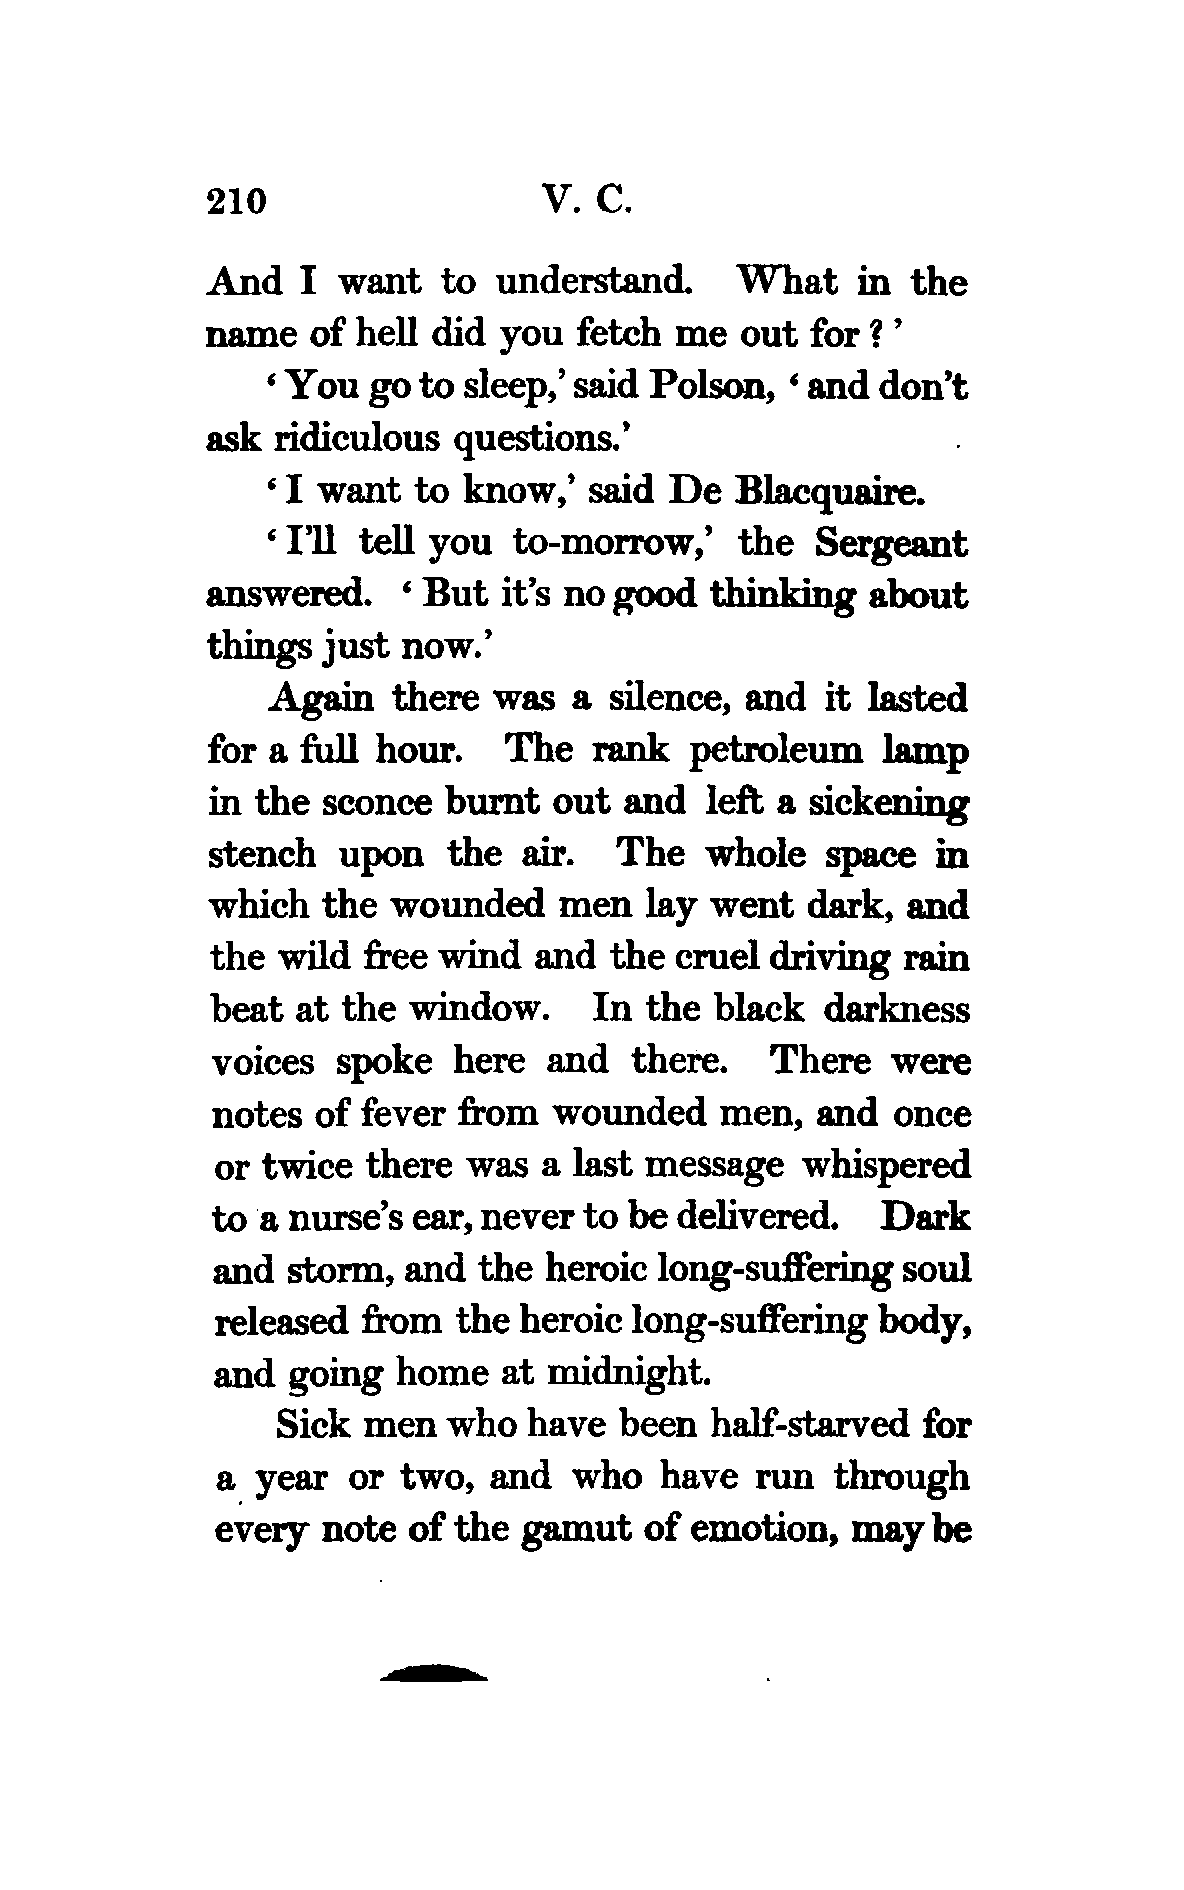 210 V. C.
And I want to understand. What in the
name of hell did you fetch me out for ? ’
‘ You go to sleep,’ said Polson, ‘ and don’t
ask ridiculous questions.’
‘ I want to know,’ said De Blacquaire.
‘ I’ll tell you to-morrow,’ the Sergeant
answered. ‘ But it’s no good thinking about
things just now.’
Again there was a silence, and it lasted
for a full hour. The rank petroleum lamp
in the sconce burnt out and left a sickening
stench upon the air. The whole space in
which the wounded men lay went dark, and
the wild free wind and the cruel driving rain
beat at the window. In the black darkness
voices spoke here and there. There were
notes of fever from wounded men, and once
or twice there was a last message whispered
to a nurse’s ear, never to be delivered. Dark
and storm, and the heroic long-suffering soul
released from the heroic long-suffering body,
and going home at midnight.
Sick men who have been half-starved for
a year or two, and who have run through
every note of the gamut of emotion, may be